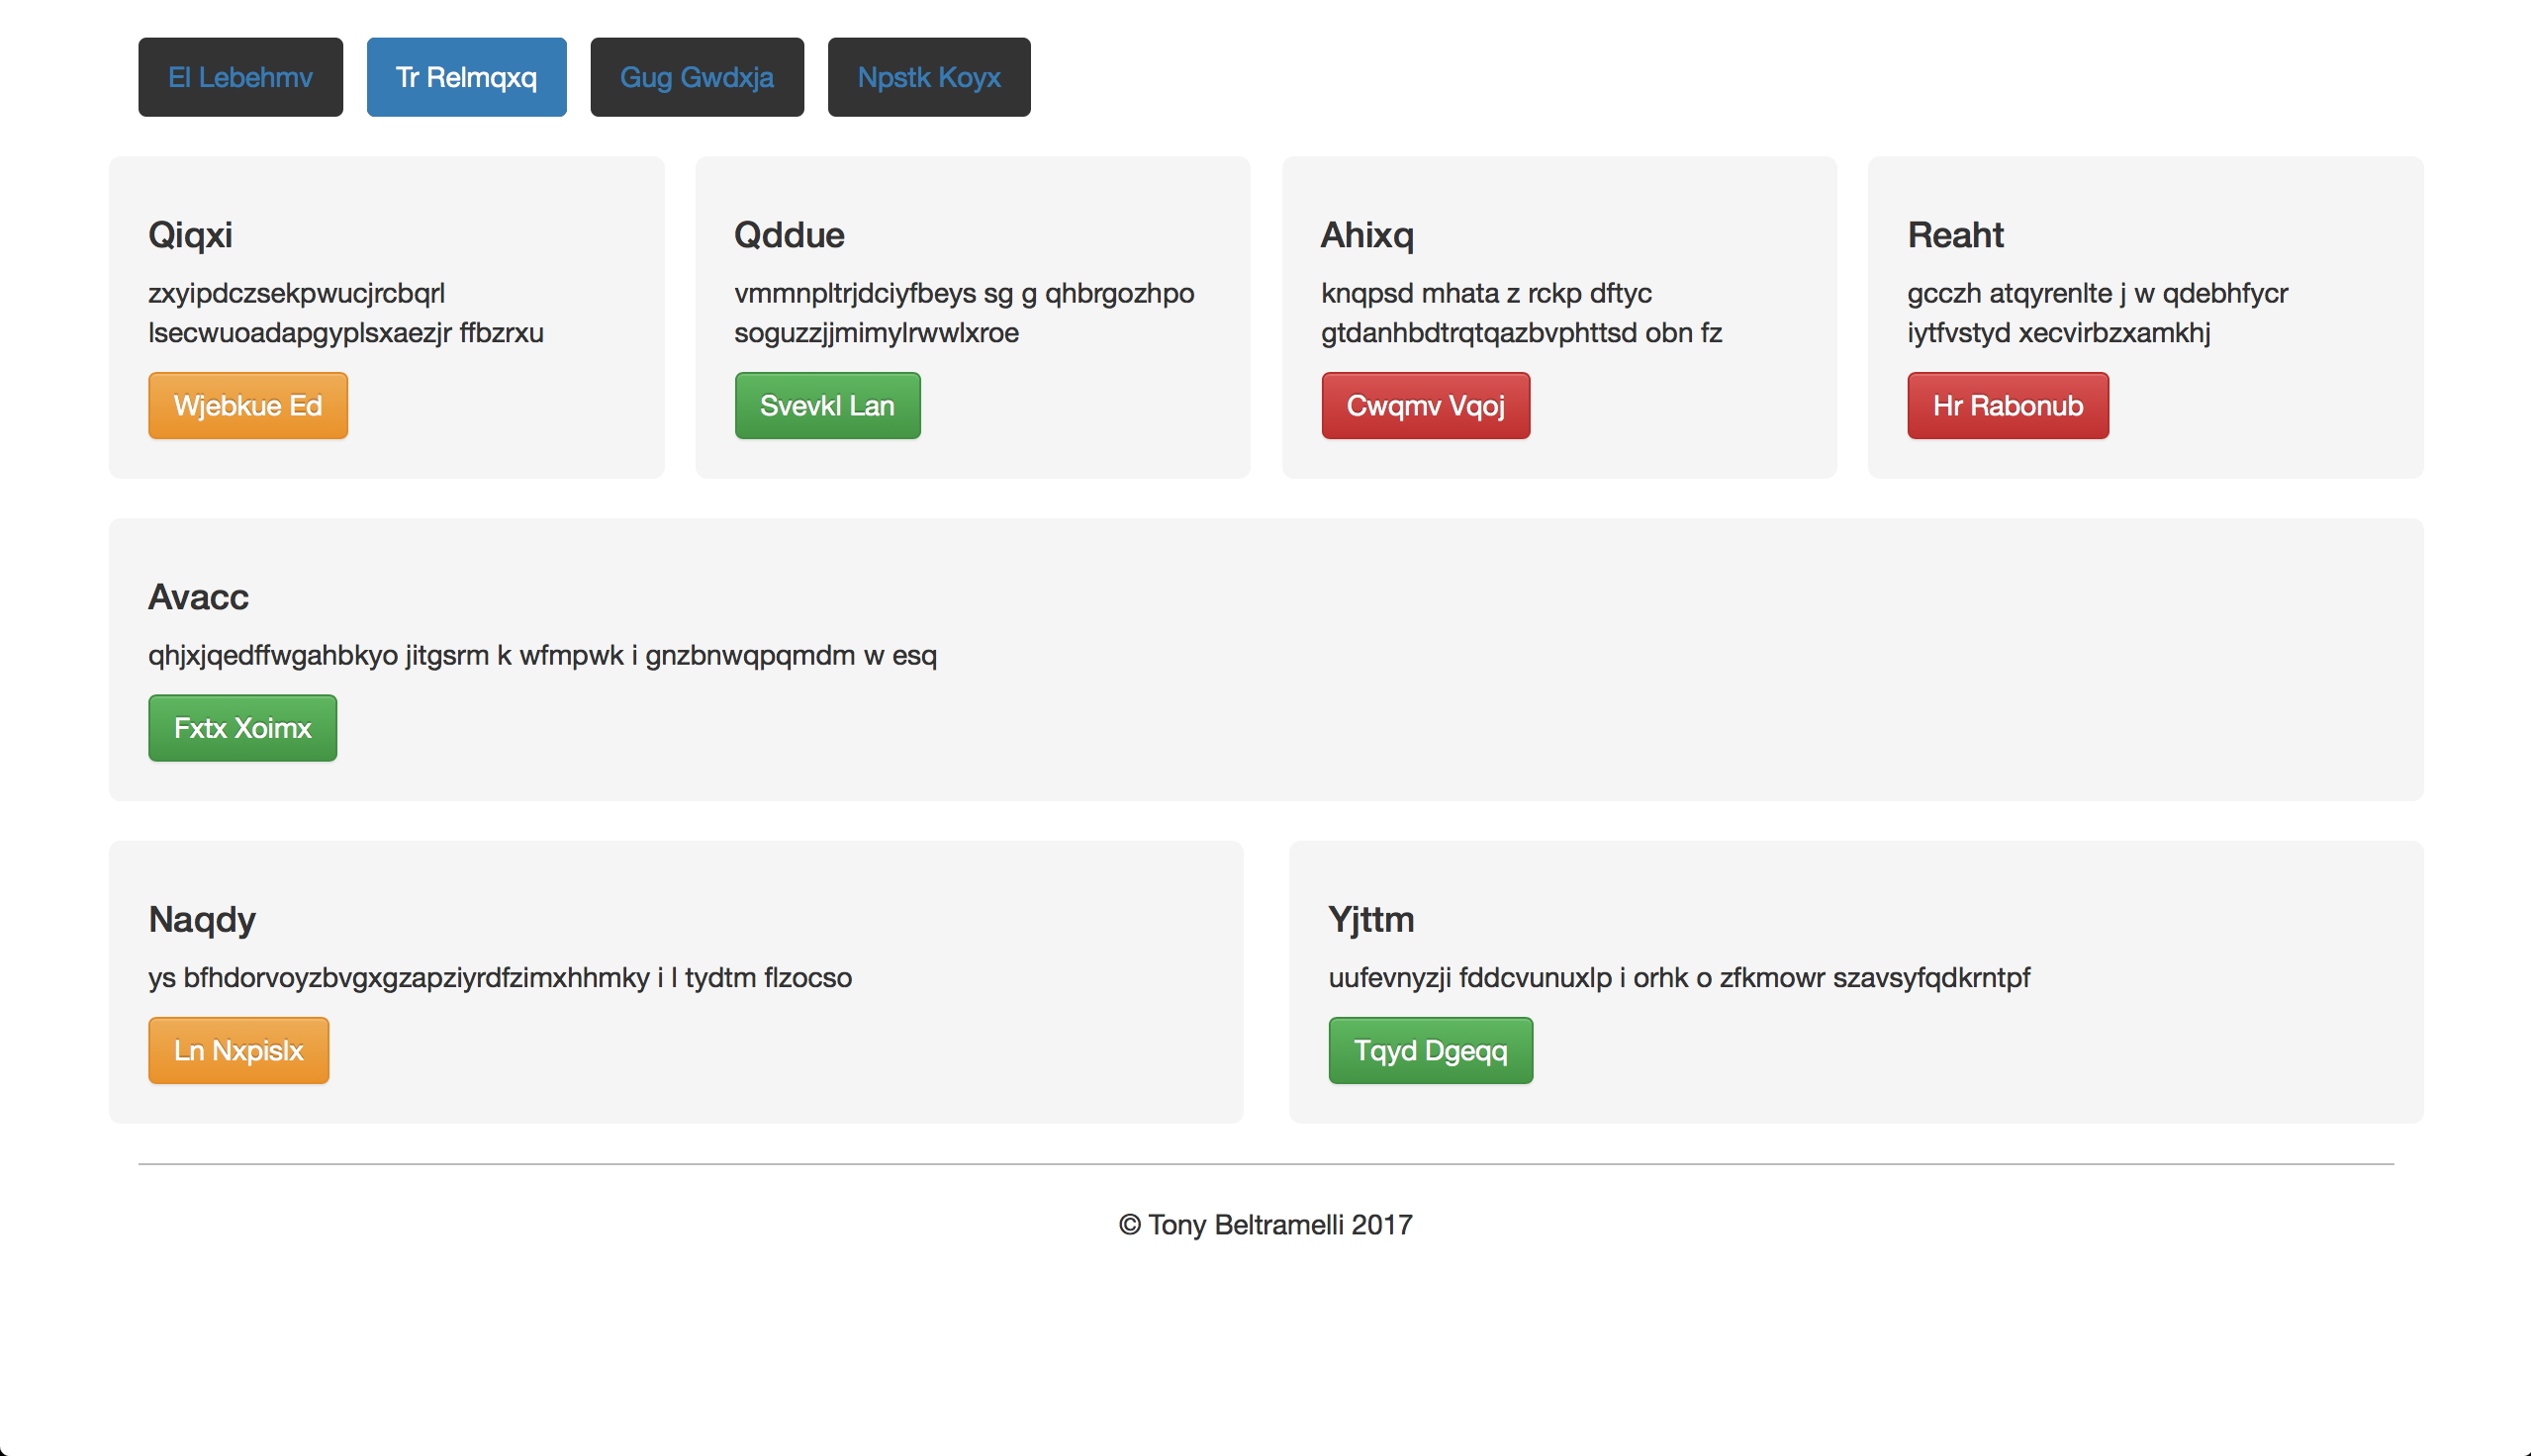 El Lebehmv
Tr Relmqxq
Gug Gwdxja
Npstk Koyx
Qiqxi
zxyipdczsekpwucjrcbqrl
lsecwuoadapgyplsxaezjr ffbzrxu
Wjebkue Ed
Qddue
vmmnpltrjdciyfbeys sg g qhbrgozhpo
soguzzjjmimylrwwlxroe
Svevkl Lan
Ahixq
knqpsd mhata z rckp dftyc
gtdanhbdtrqtqazbvphttsd obn fz
Cwqmv Vqoj
Reaht
gcczh atqyrenlte j w qdebhfycr
iytfvstyd xecvirbzxamkhj
Hr Rabonub
Avacc
qhjxjqedffwgahbkyo jitgsrm k wfmpwk i gnzbnwqpqmdm w esq
Fxtx Xoimx
Naqdy
ys bfhdorvoyzbvgxgzapziyrdfzimxhhmky i l tydtm flzocso
Ln Nxpislx
Yjttm
uufevnyzji fddcvunuxlp i orhk o zfkmowr szavsyfqdkrntpf
Tqyd Dgeqq
© Tony Beltramelli 2017